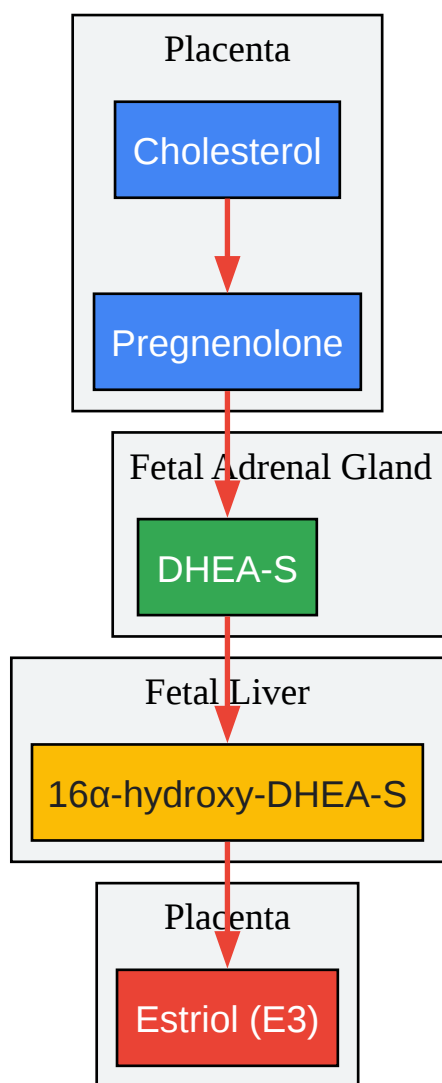 Placenta
Cholesterol
Pregnenolone
Fetal Adrenal Gland
DHEA-S
Fetal Liver
16α-hydroxy-DHEA-S
Placenta
Estriol (E3)